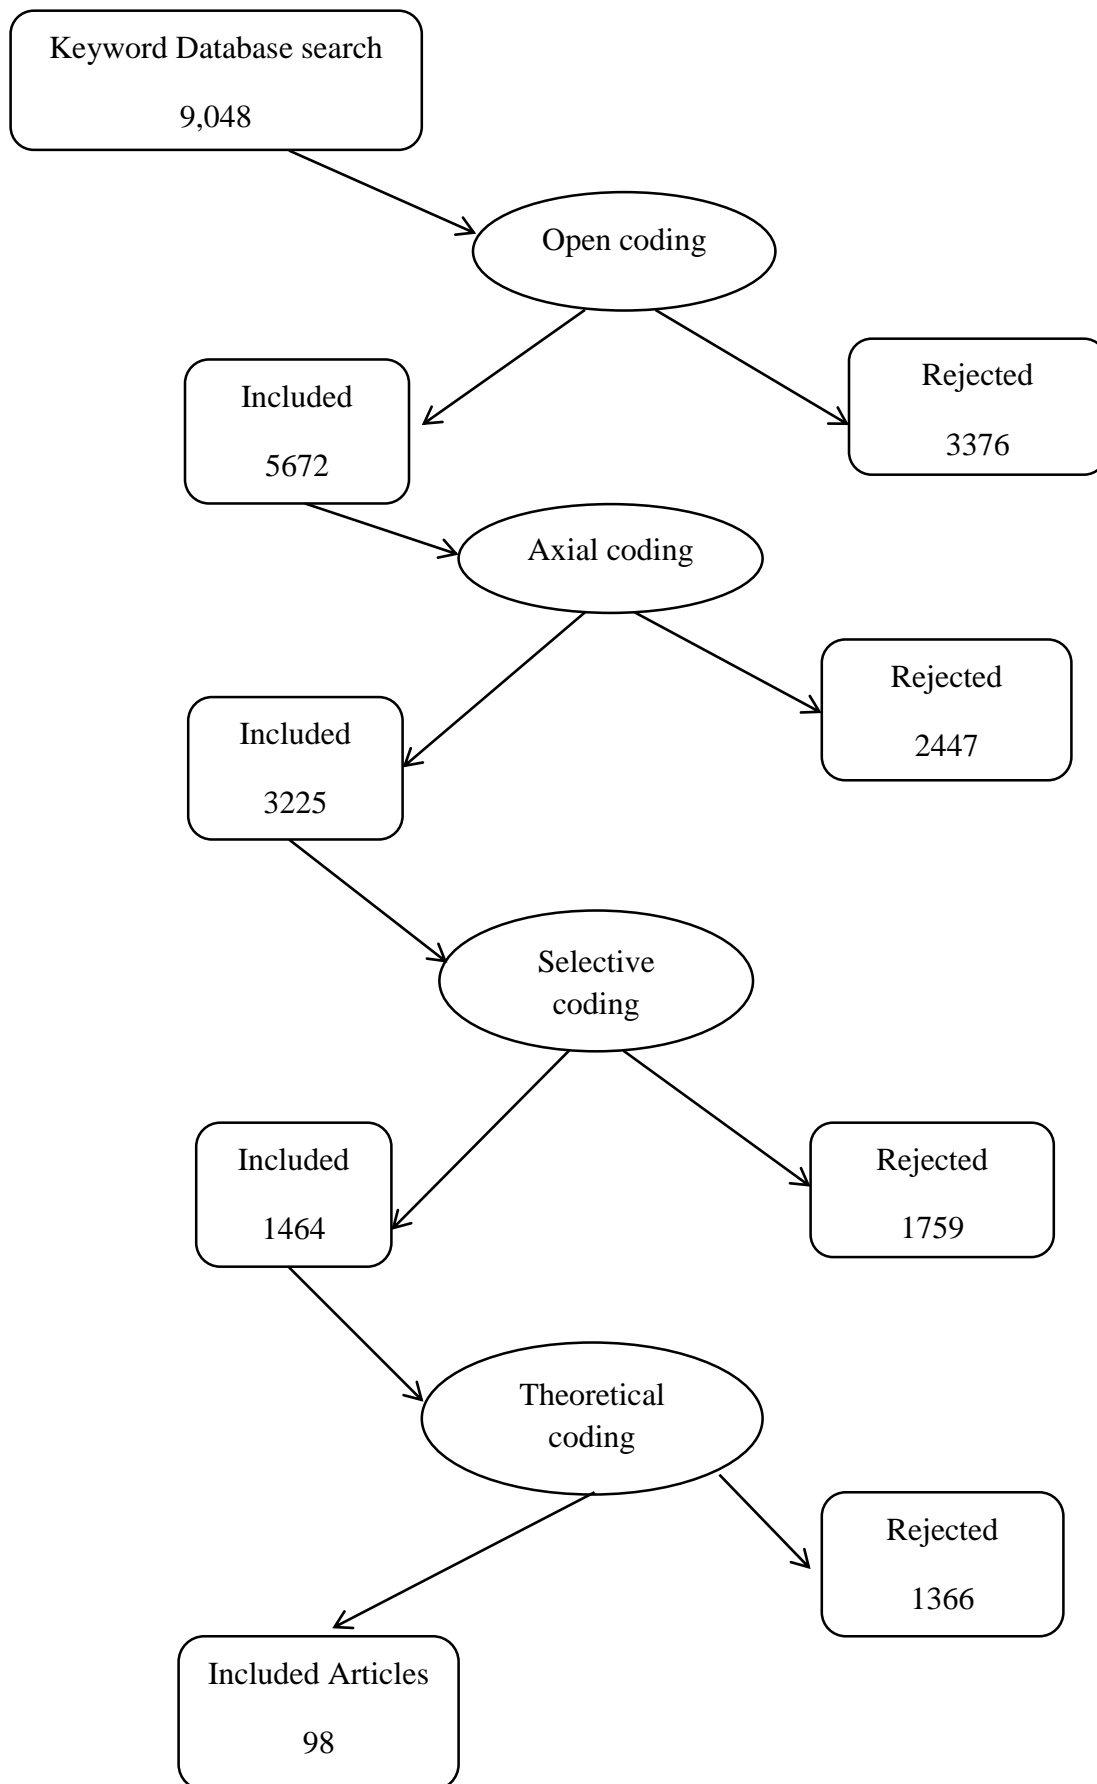 Keyword Database search
9,048
Open coding
Included
5672
Rejected
3376
Axial coding
Included
3225
Rejected
2447
Selective
coding
Included
1464
Rejected
1759
Theoretical
coding
Rejected
1366
Included Articles
98